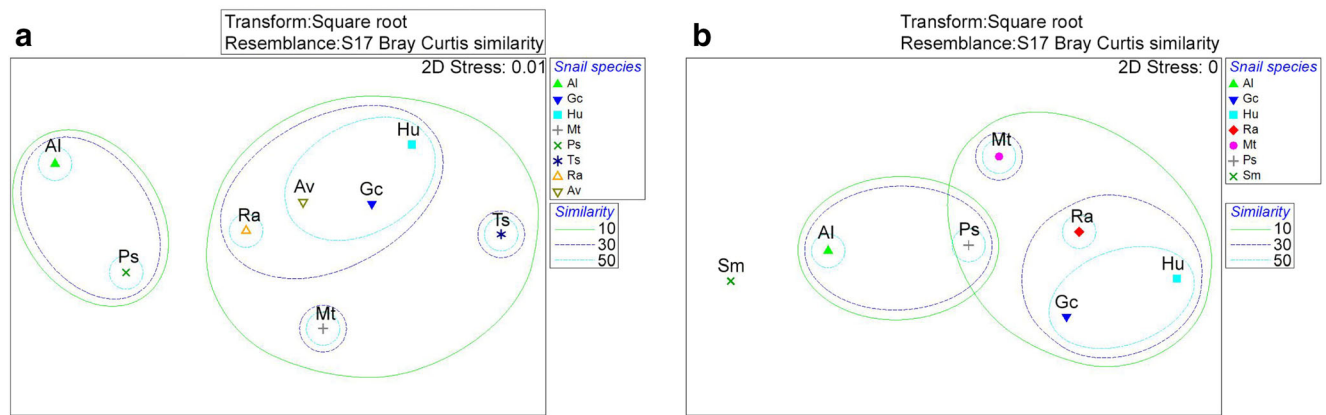 a
Transform:Square root
Resemblance:S17 Bray Curtis similarity
2D Stress: 0.01
Al
Ps
Ra
Av
Gc
Hu
Ts
Mt
Snail species
Al
Gc
Hu
Mt
Ps
Ts
Ra
Av
Similarity
10
30
50
b
Transform:Square root
Resemblance:S17 Bray Curtis similarity
2D Stress: 0
Mt
Al
Ps
Ra
Sm
Hu
Gc
Snail species
Al
Gc
Hu
Ra
Mt
Ps
Sm
Similarity
10
30
50